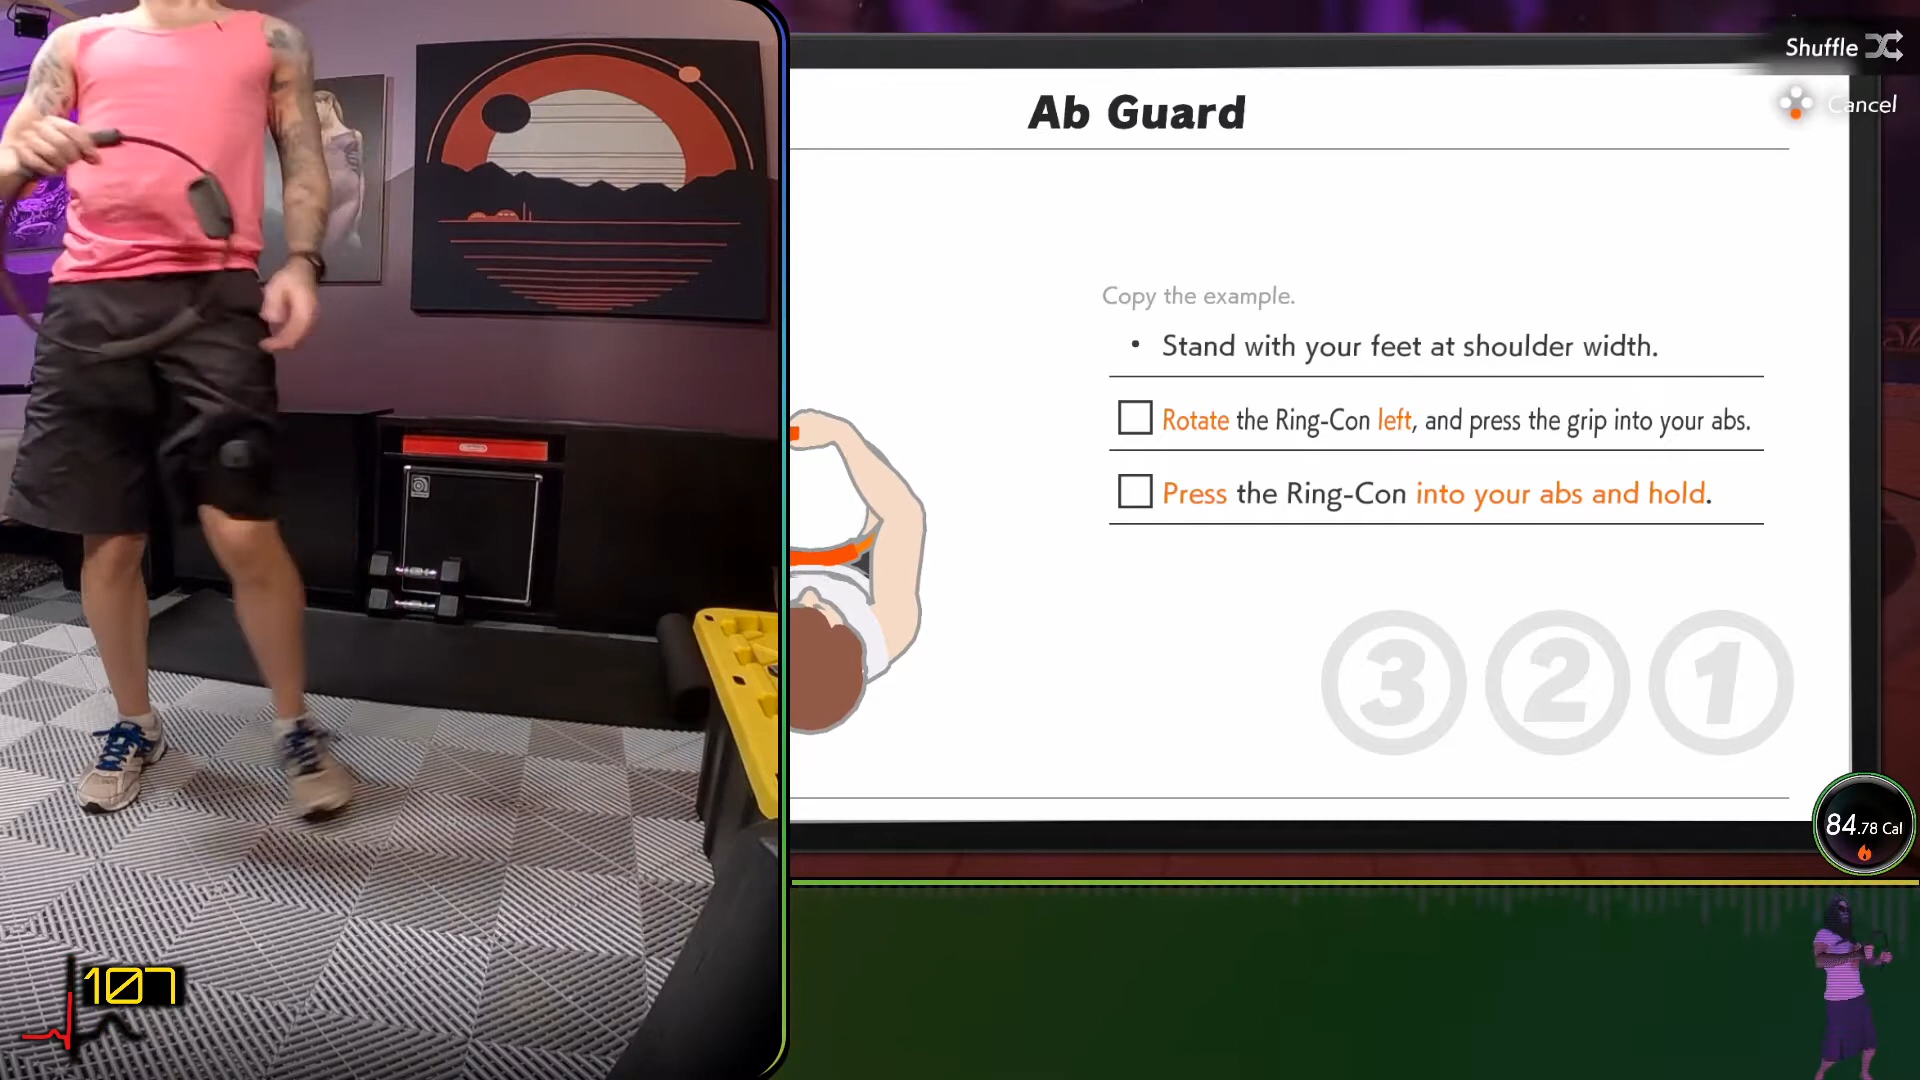 Shuffle
Cancel
Ab Guard
Copy the example.
• Stand with your feet at shoulder width.
Rotate the Ring-Con left, and press the grip into your abs.
Press the Ring-Con into your abs and hold.
3 2 1
84.78 Cal
107